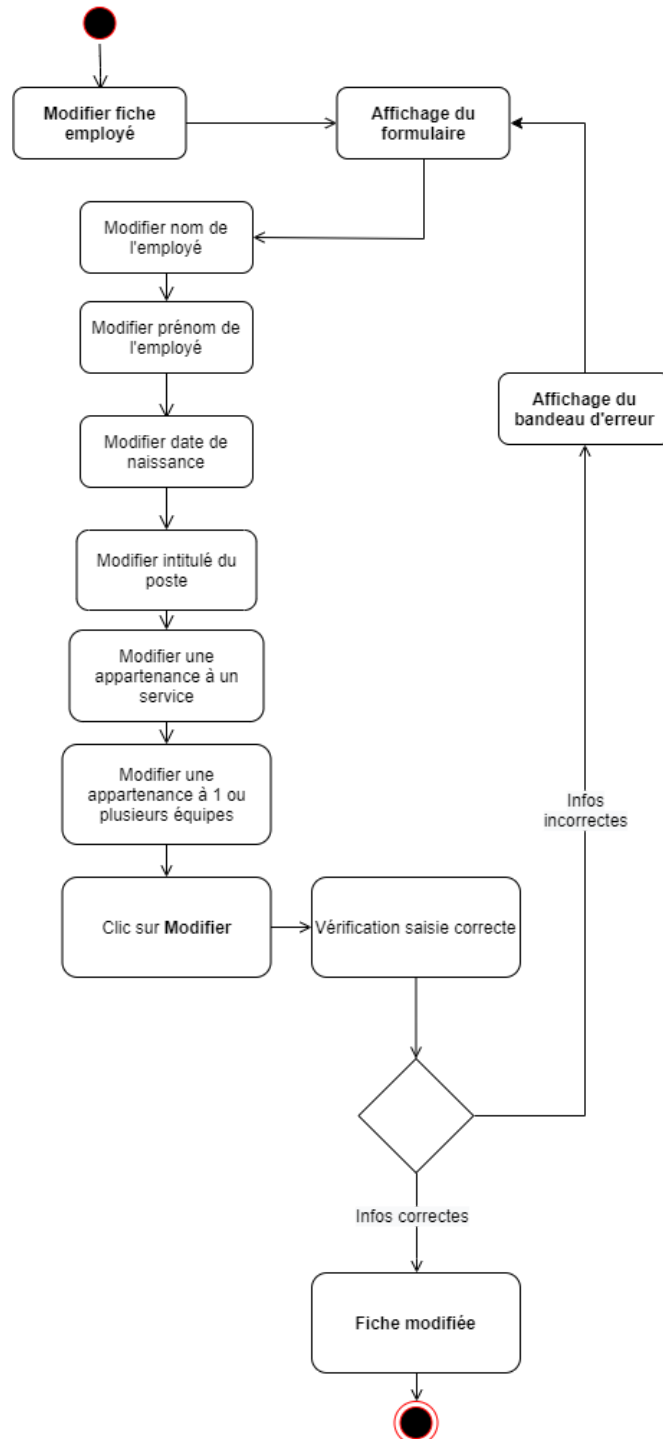 Modifier fiche
employé
Affichage du
formulaire
Modifier nom de
l'employé
Modifier prénom de
l'employé
Affichage du
bandeau d'erreur
Modifier date de
naissance
Modifier intitulé du
poste
Modifier une
appartenance à un
service
Modifier une
appartenance à 1 ou
plusieurs équipes
Infos
incorrectes
Clic sur Modifier
Vérification saisie correcte
Infos correctes
Fiche modifiée